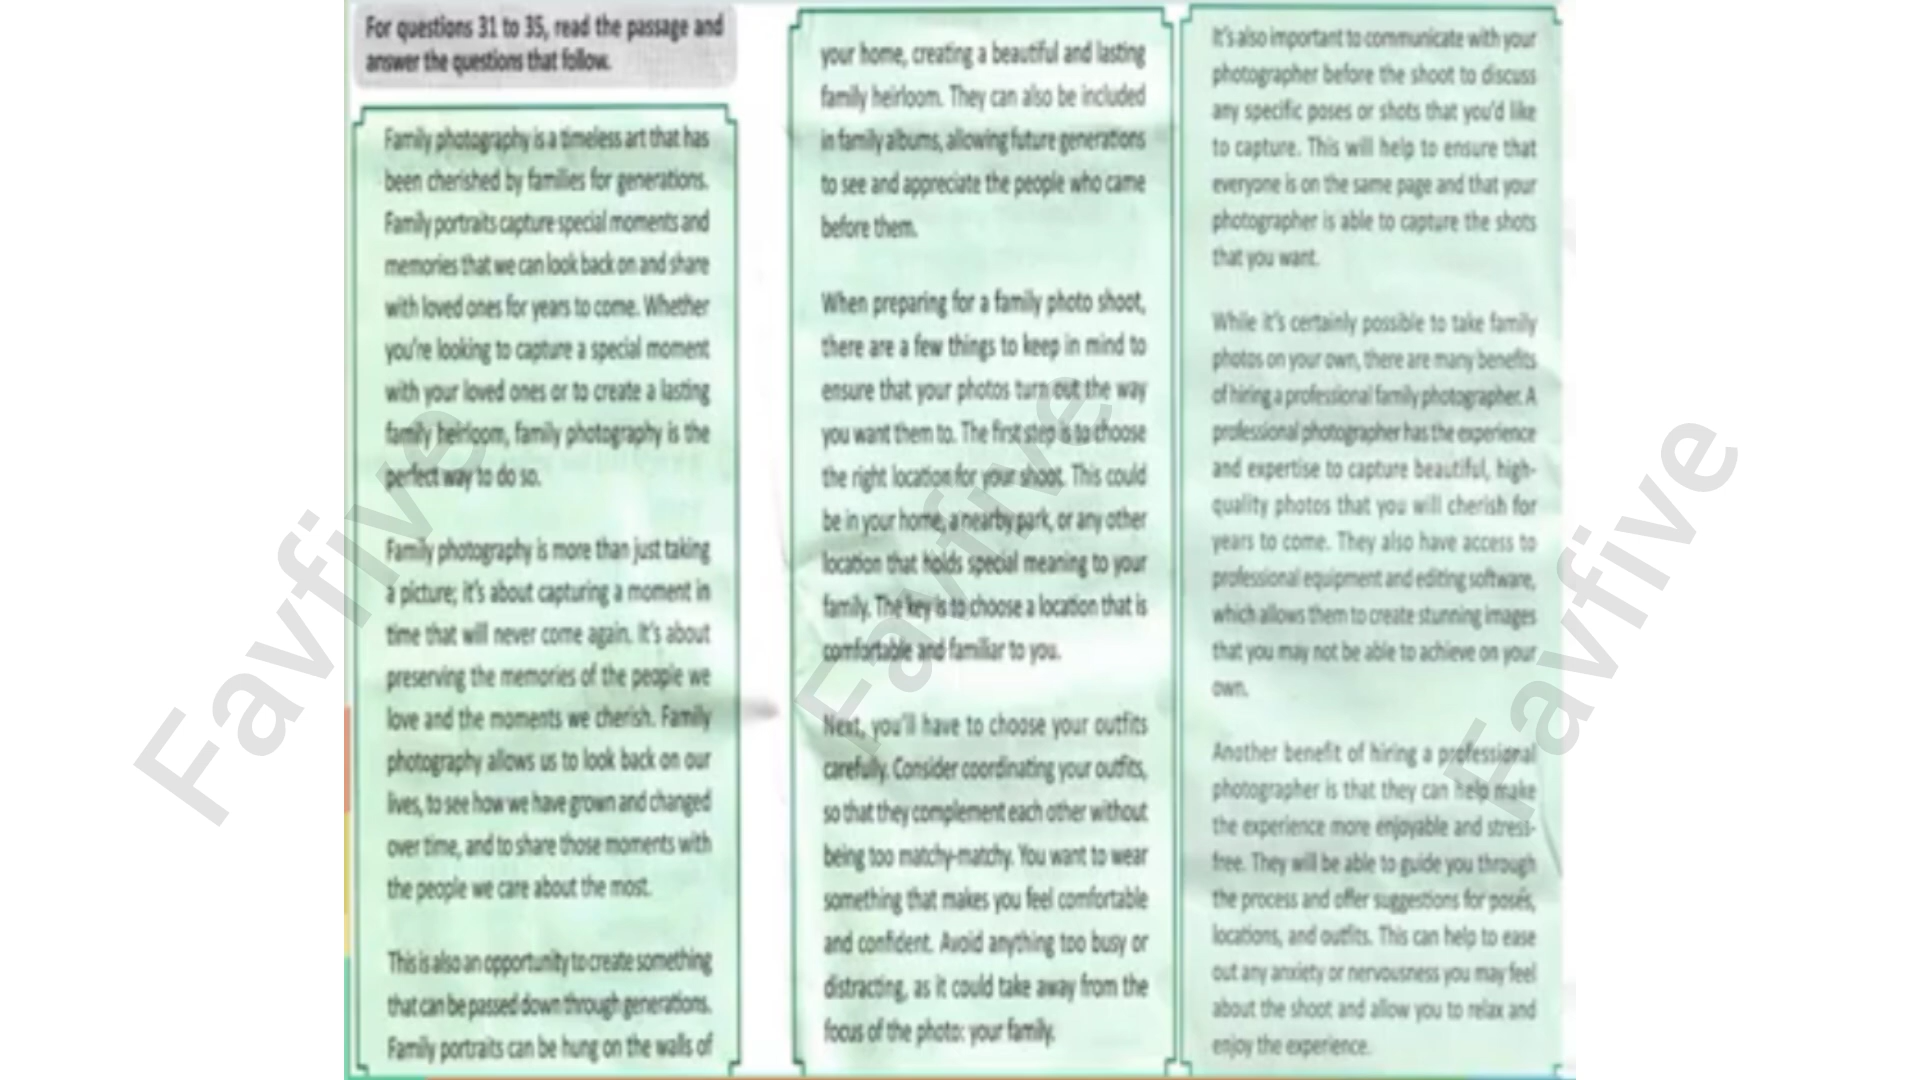 For questions 31 to 35, read the passage and
answer the questions that follow.
Family photography is a timeless art that has
been cherished by families for generations.
Family portraits capture special moments and
memories that we can look back on and share
with loved ones for years to come. Whether
you're looking to capture a special moment
with your loved ones or to create a lasting
family heirloom, family photography is the
perfect way to do so.
Family photography is more than just taking
a picture; it's about capturing a moment in
time that will never come again. It's about
preserving the memories of the people we
love and the moments we cherish. Family
photography allows us to look back on our
lives, to see how we have grown and changed
over time, and to share those moments with
the people we care about the most.
This is also an opportunity to create something
that can be passed down through generations.
Family portraits can be hung on the walls of
your home, creating a beautiful and lasting
family heirloom. They can also be included
in family albums, allowing future generations
to see and appreciate the people who came
before them.
When preparing for a family photo shoot,
there are a few things to keep in mind to
ensure that your photos turn out the way
you want them to. The first step is to choose
the right location for your shoot. This could
be in your home, a nearby park, or any other
location that holds special meaning to your
family. The key is to choose a location that is
comfortable and familiar to you.
Next, you'll have to choose your outfits
carefully. Consider coordinating your outfits,
so that they complement each other without
being too matchy-matchy. You want to wear
something that makes you feel comfortable
and confident. Avoid anything too busy or
distracting, as it could take away from the
focus of the photo: your family.
It's also important to communicate with your
photographer before the shoot to discuss
any specific poses or shots that you'd like
to capture. This will help to ensure that
everyone is on the same page and that your
photographer is able to capture the shots
that you want.
While it's certainly possible to take family
photos on your own, there are many benefits
of hiring a professional family photographer. A
professional photographer has the experience
and expertise to capture beautiful, high-
quality photos that you will cherish for
years to come. They also have access to
professional equipment and editing software,
which allows them to create stunning images
that you may not be able to achieve on your
own.
Another benefit of hiring a professional
photographer is that they can help make
the experience more enjoyable and stress-
free. They will be able to guide you through
the process and offer suggestions for poses,
locations, and outfits. This can help to ease
out any anxiety or nervousness you may feel
about the shoot and allow you to relax and
enjoy the experience.
Favfive
Favfive
Favfive